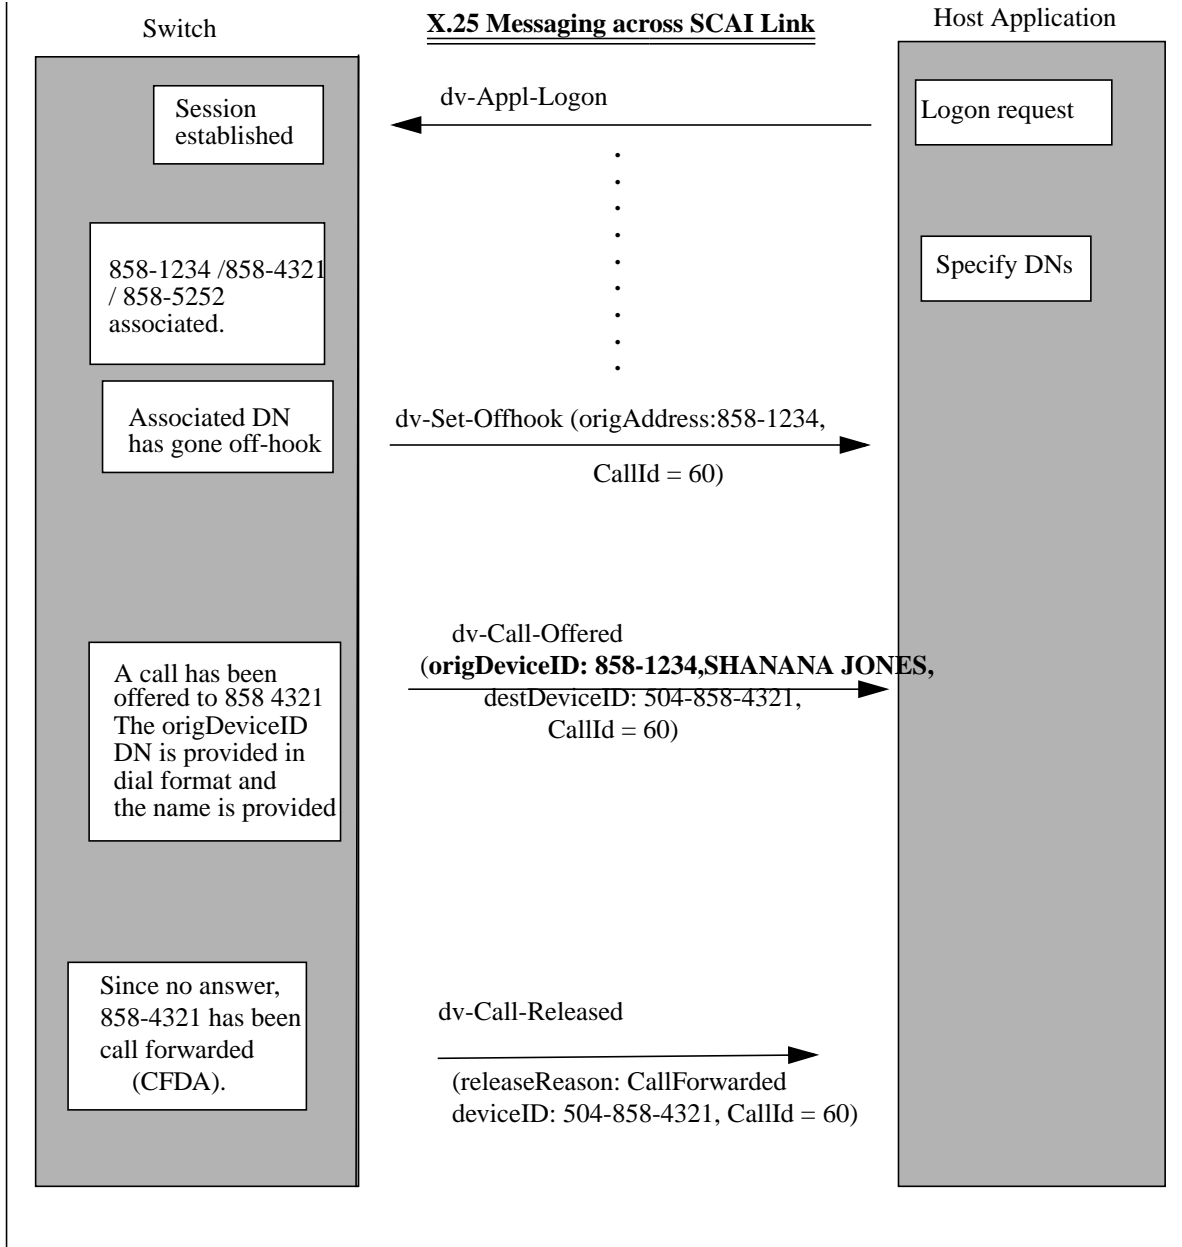 Switch
X.25 Messaging across SCAI Link
Host Application
Session
established
dv-Appl-Logon
Logon request
858-1234 /858-4321
/ 858-5252
associated.
Specify DNs
Associated DN
has gone off-hook
dv-Set-Offhook (origAddress:858-1234,
CallId = 60)
A call has been
offered to 858 4321
The origDeviceID
DN is provided in
dial format and
the name is provided
dv-Call-Offered
(origDeviceID: 858-1234,SHANANA JONES,
destDeviceID: 504-858-4321,
CallId = 60)
Since no answer,
858-4321 has been
call forwarded
(CFDA).
dv-Call-Released
(releaseReason: CallForwarded
deviceID: 504-858-4321, CallId = 60)